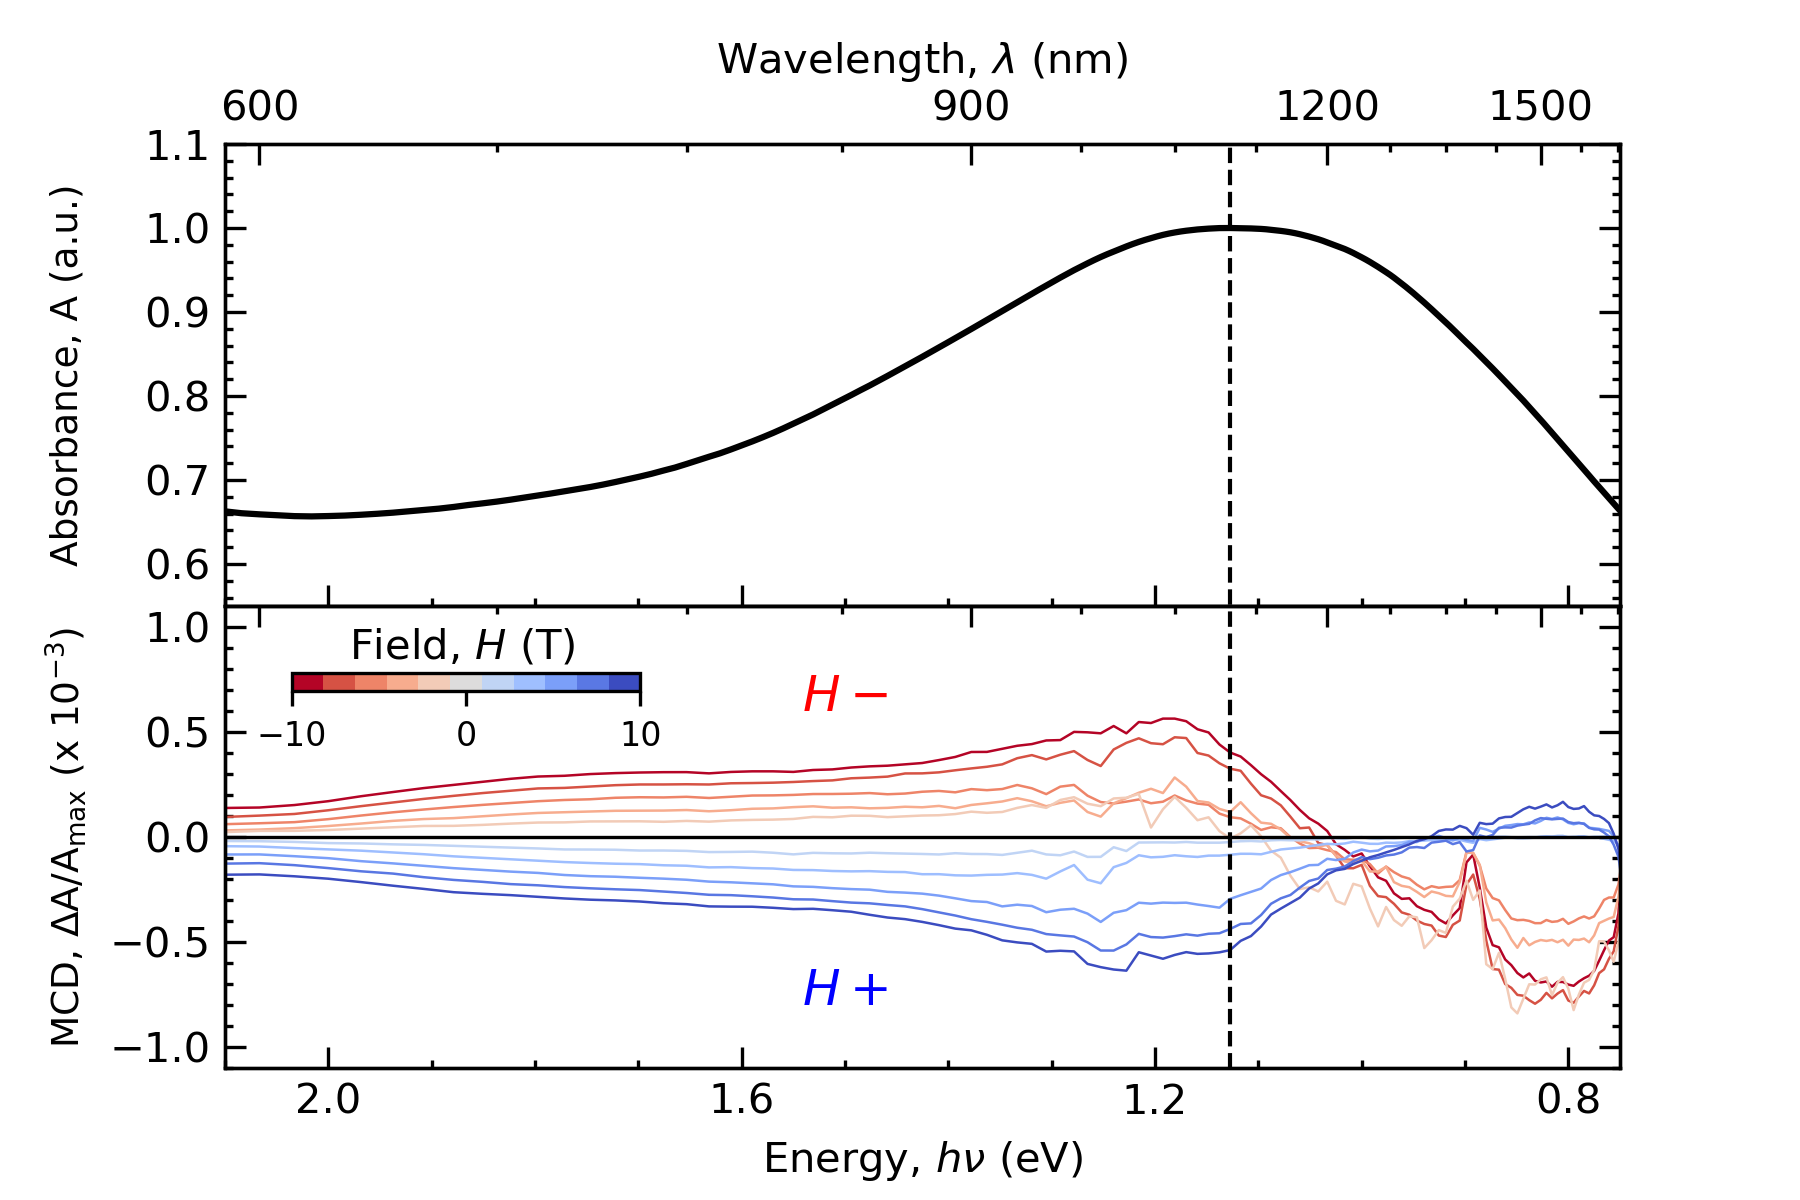 Wavelength, λ (nm)
600 900 1200 1500
1.1
1.0
0.9
0.8
0.7
0.6
Absorbance, A (a.u.)
1.0
0.5
0.0
−0.5
−1.0
MCD, ΔA/Amax (x 10⁻³)
Field, H (T)
−10 0 10
H −
H +
2.0 1.6 1.2 0.8
Energy, hν (eV)